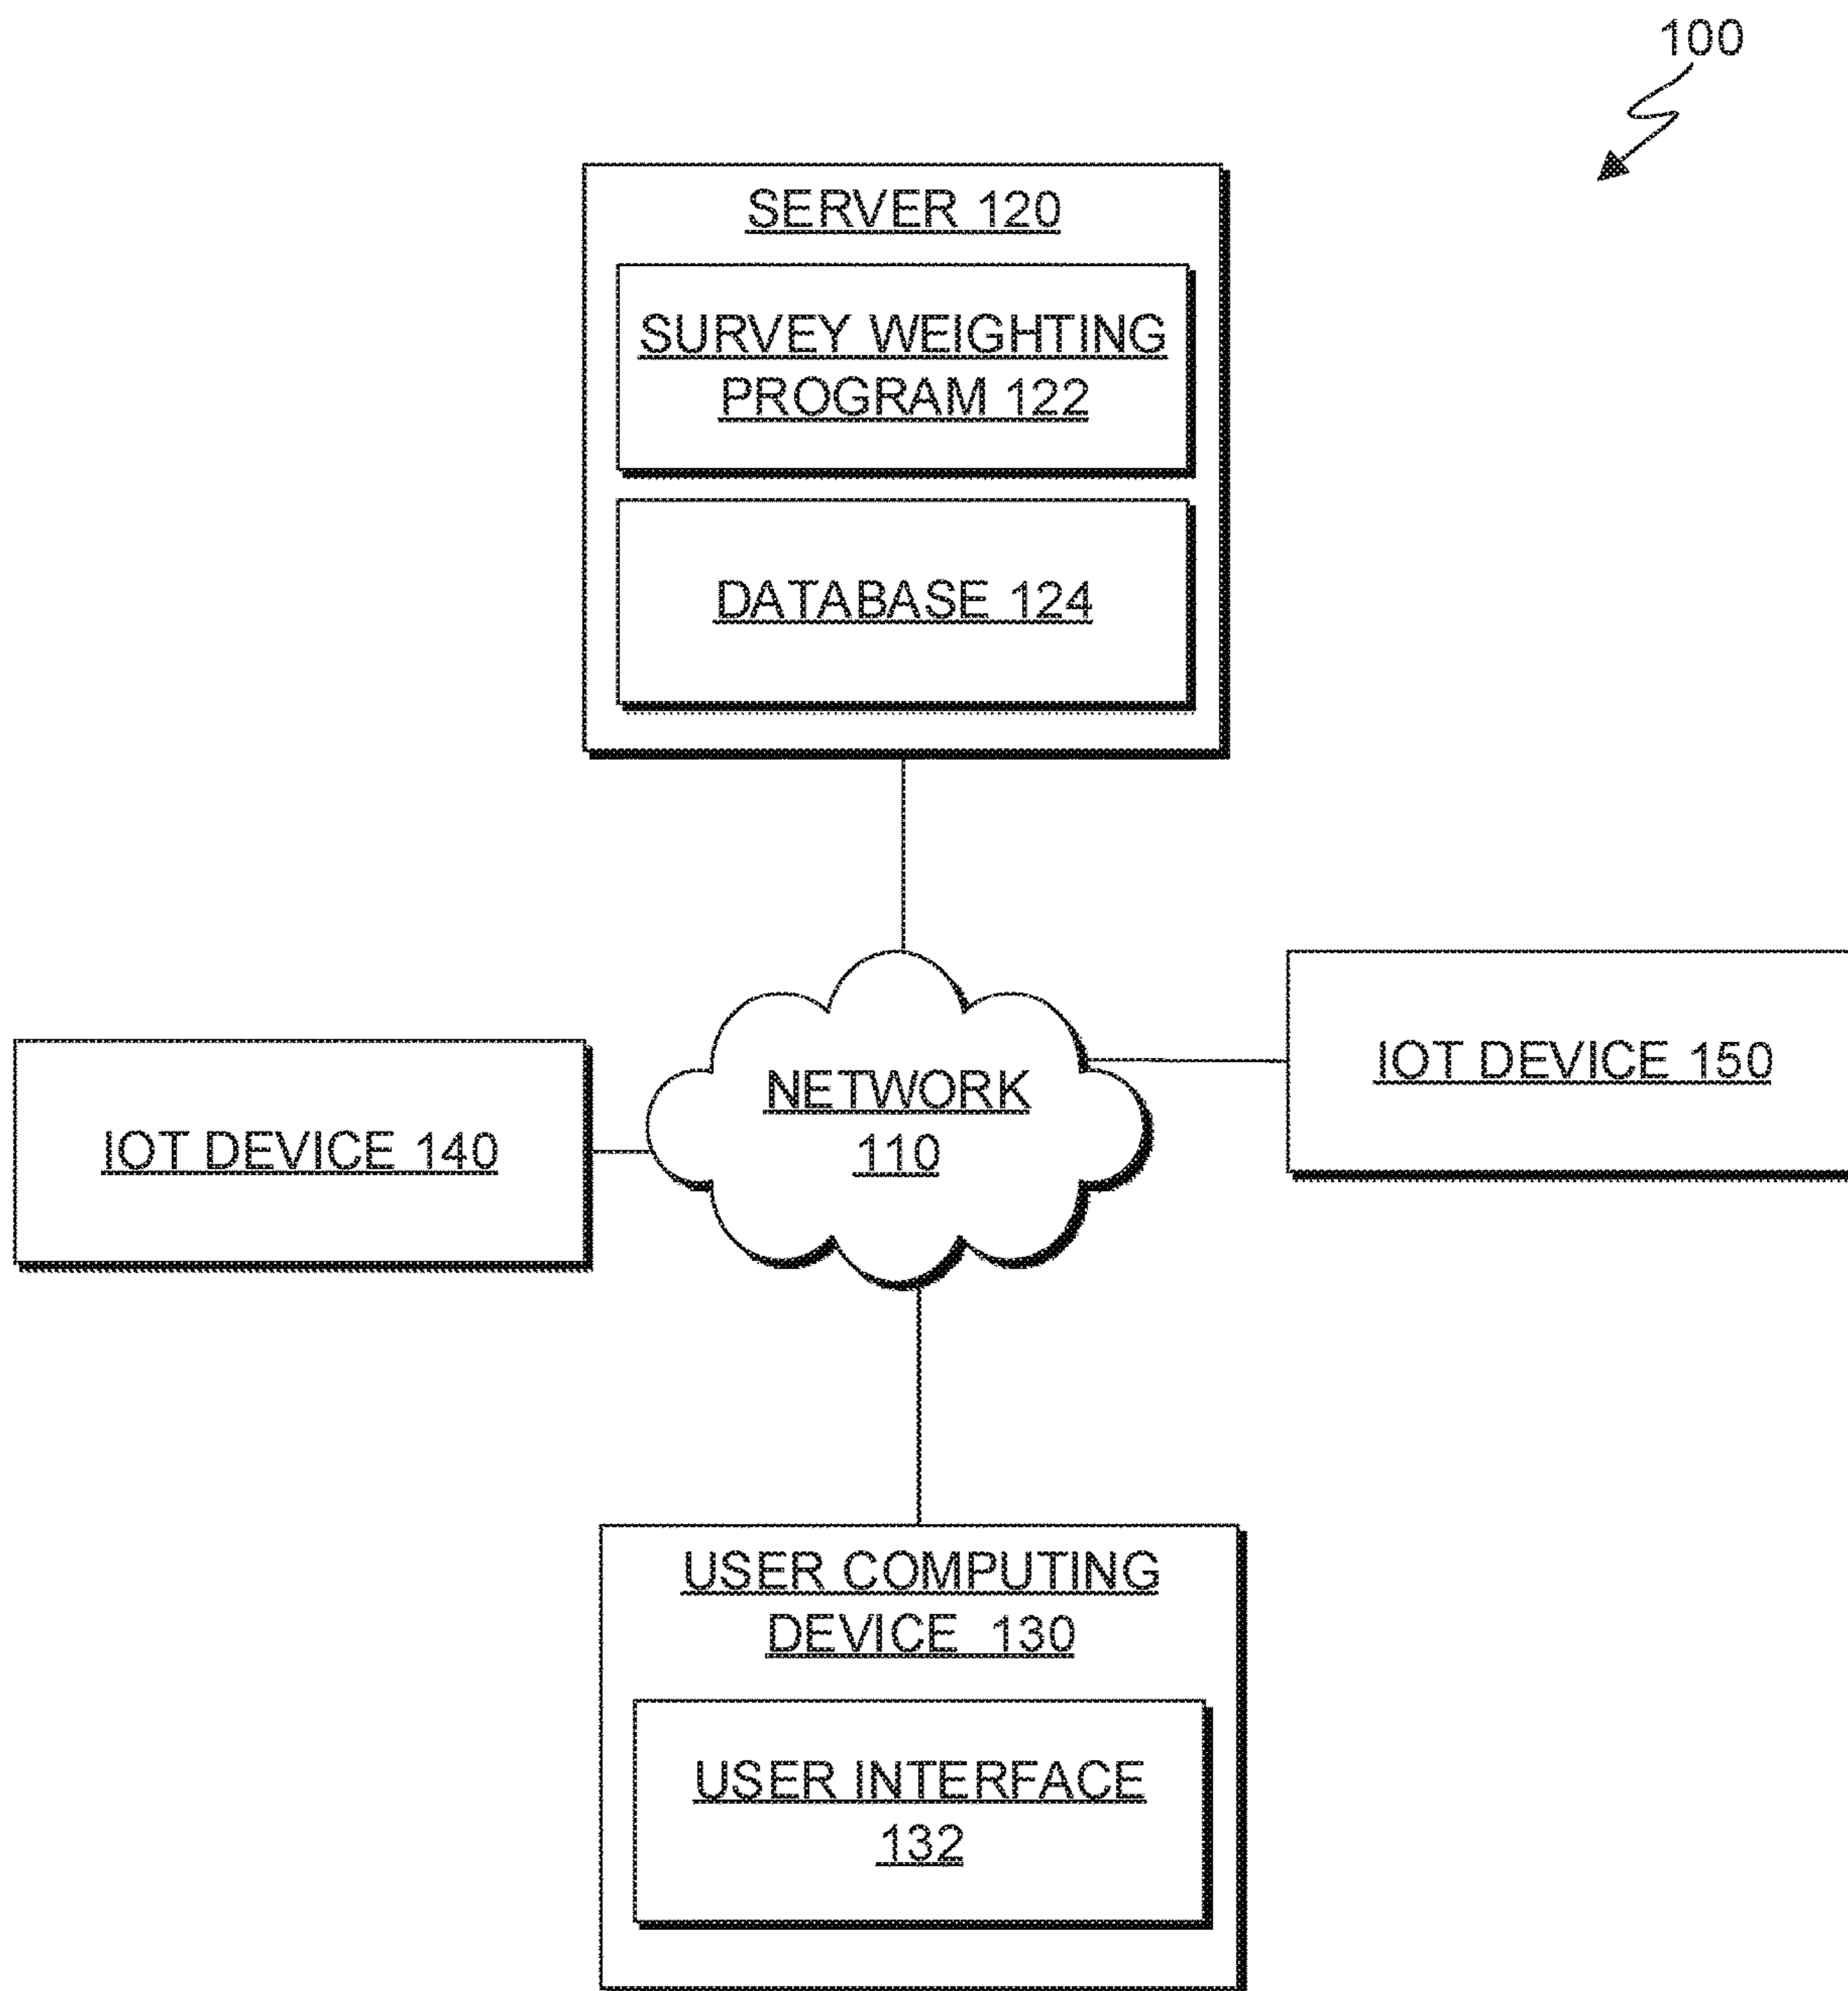 100
SERVER 120
SURVEY WEIGHTING
PROGRAM 122
DATABASE 124
IOT DEVICE 150
NETWORK
110
IOT DEVICE 140
USER COMPUTING
DEVICE 130
USER INTERFACE
132